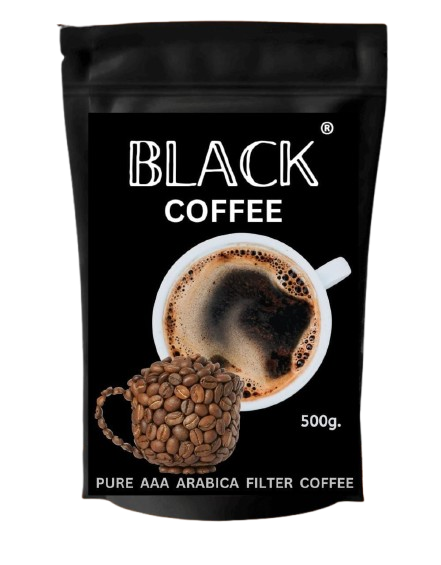 BLACK®
COFFEE
500g.
PURE AAA ARABICA FILTER COFFEE